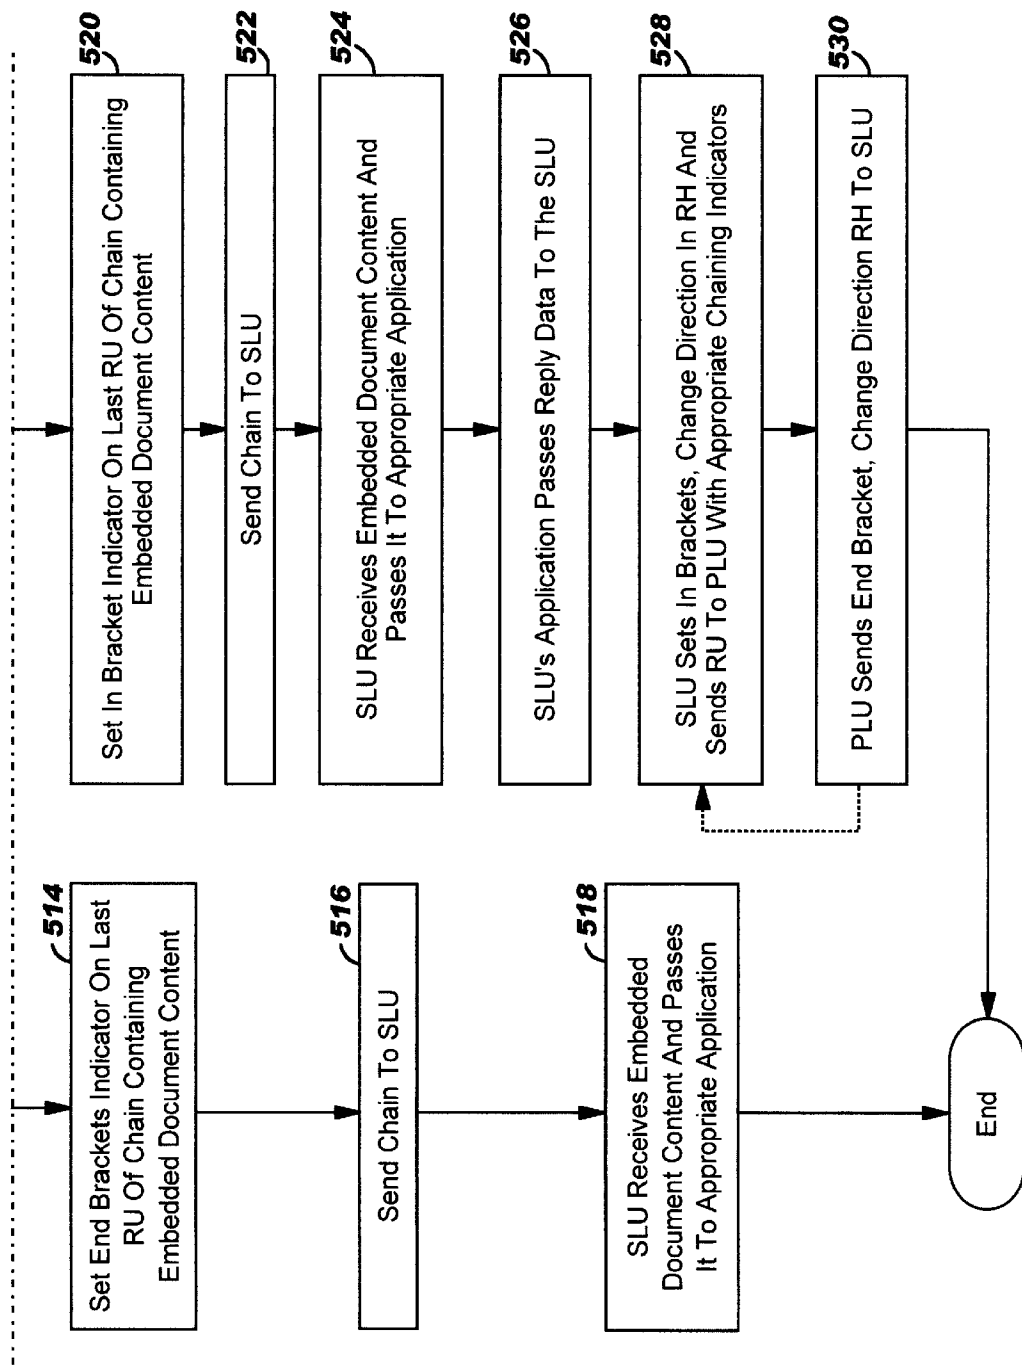 514
Set End Brackets Indicator On Last
RU Of Chain Containing
Embedded Document Content
516
Send Chain To SLU
518
SLU Receives Embedded
Document Content And Passes
It To Appropriate Application
520
Set In Bracket Indicator On Last RU Of Chain Containing
Embedded Document Content
522
Send Chain To SLU
524
SLU Receives Embedded Document Content And
Passes It To Appropriate Application
526
SLU's Application Passes Reply Data To The SLU
528
SLU Sets In Brackets, Change Direction In RH And
Sends RU To PLU With Appropriate Chaining Indicators
530
PLU Sends End Bracket, Change Direction RH To SLU
End